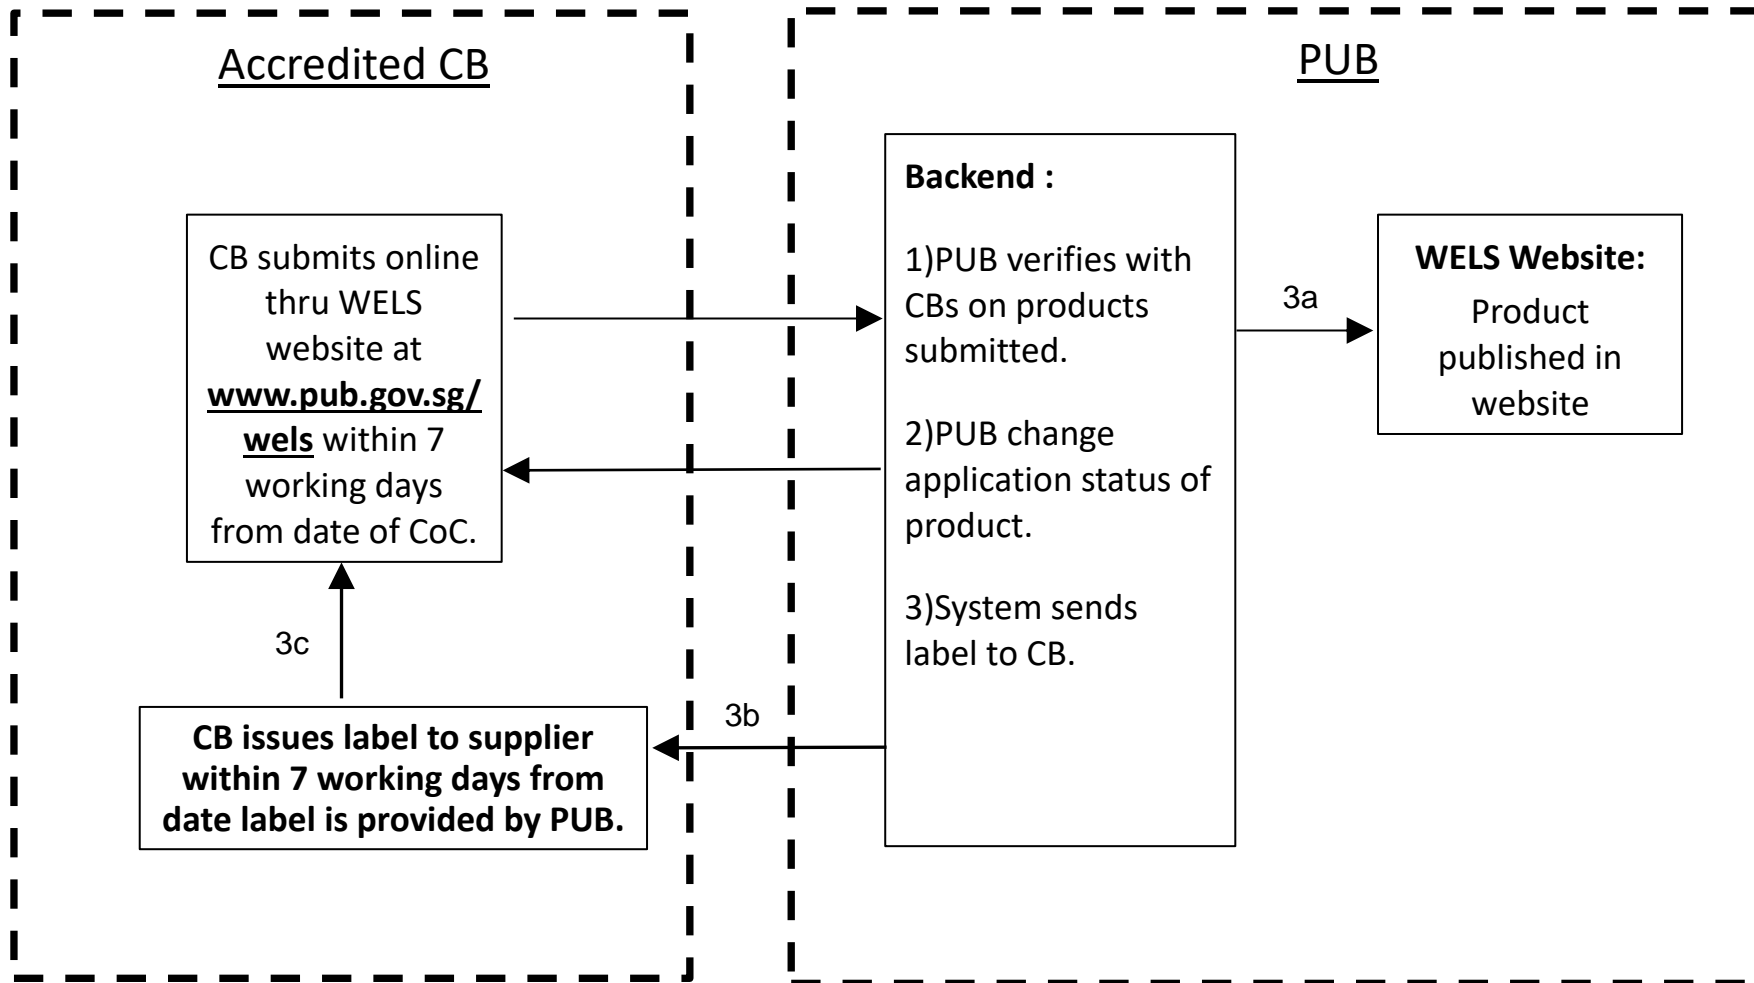 Accredited CB
PUB
CB submits online
thru WELS
website at
www.pub.gov.sg/
wels within 7
working days
from date of CoC.
Backend :
1)PUB verifies with
CBs on products
submitted.
2)PUB change
application status of
product.
3)System sends
label to CB.
3a
WELS Website:
Product
published in
website
3c
3b
CB issues label to supplier
within 7 working days from
date label is provided by PUB.